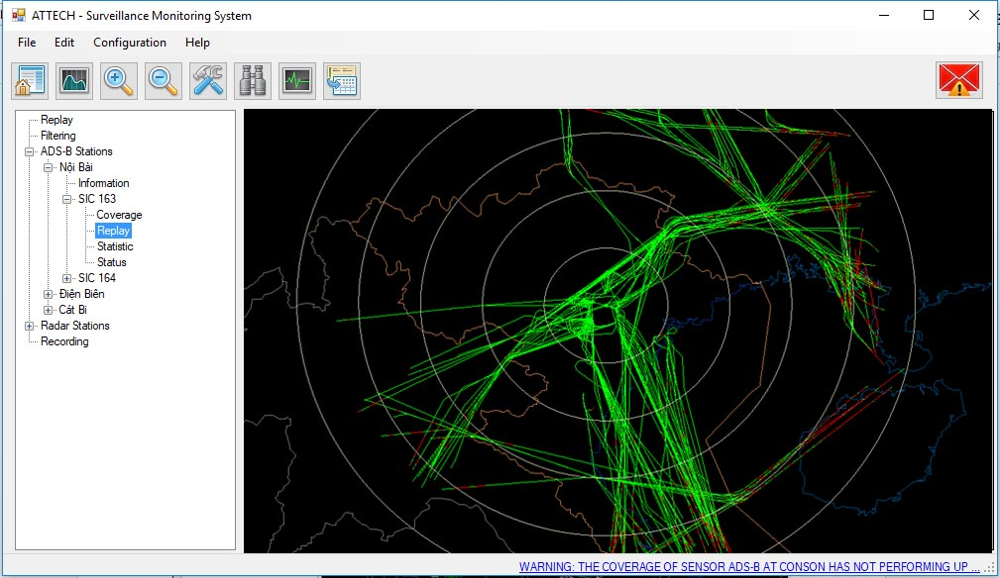 ATTECH - Surveillance Monitoring System
File Edit Configuration Help
Replay
Filtering
ADS-B Stations
Nội Bài
Information
SIC 163
Coverage
Replay
Statistic
Status
SIC 164
Điện Biên
Cát Bi
Radar Stations
Recording
WARNING: THE COVERAGE OF SENSOR ADS-B AT CONSON HAS NOT PERFORMING UP ...